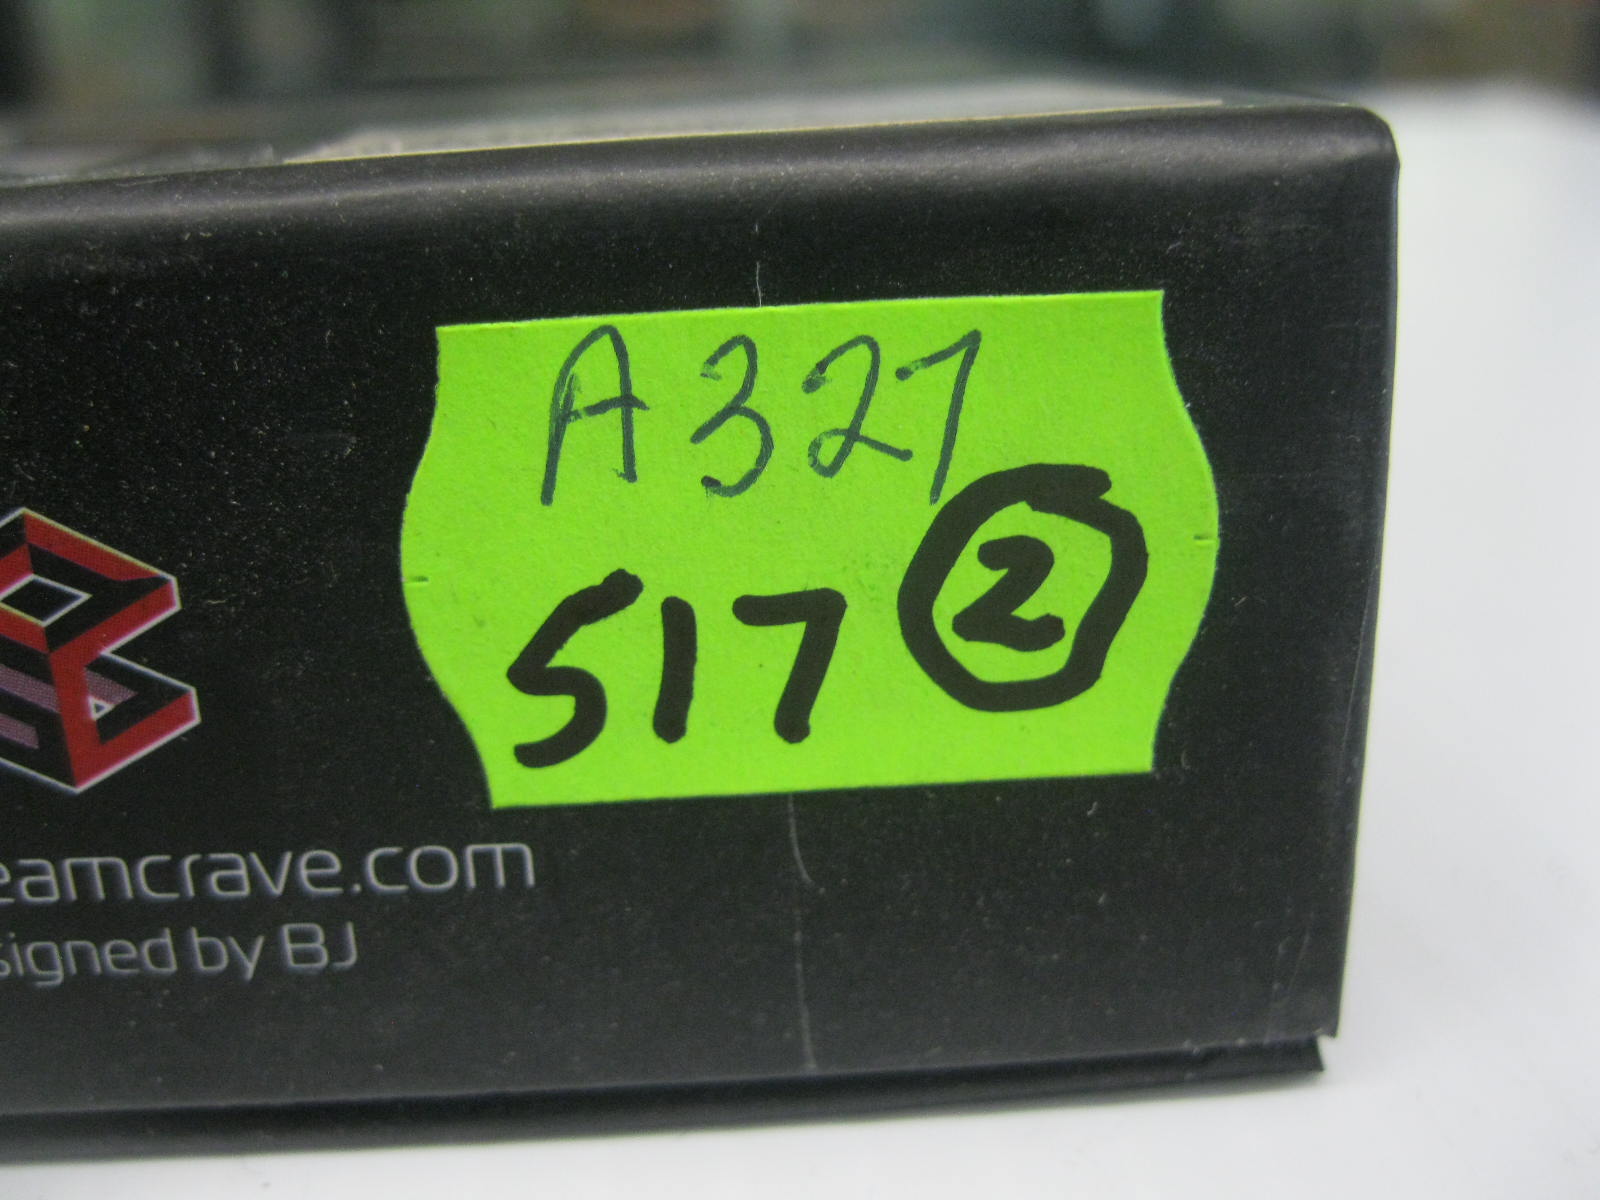 A327
517 2
eamcrave.com
signed by BJ